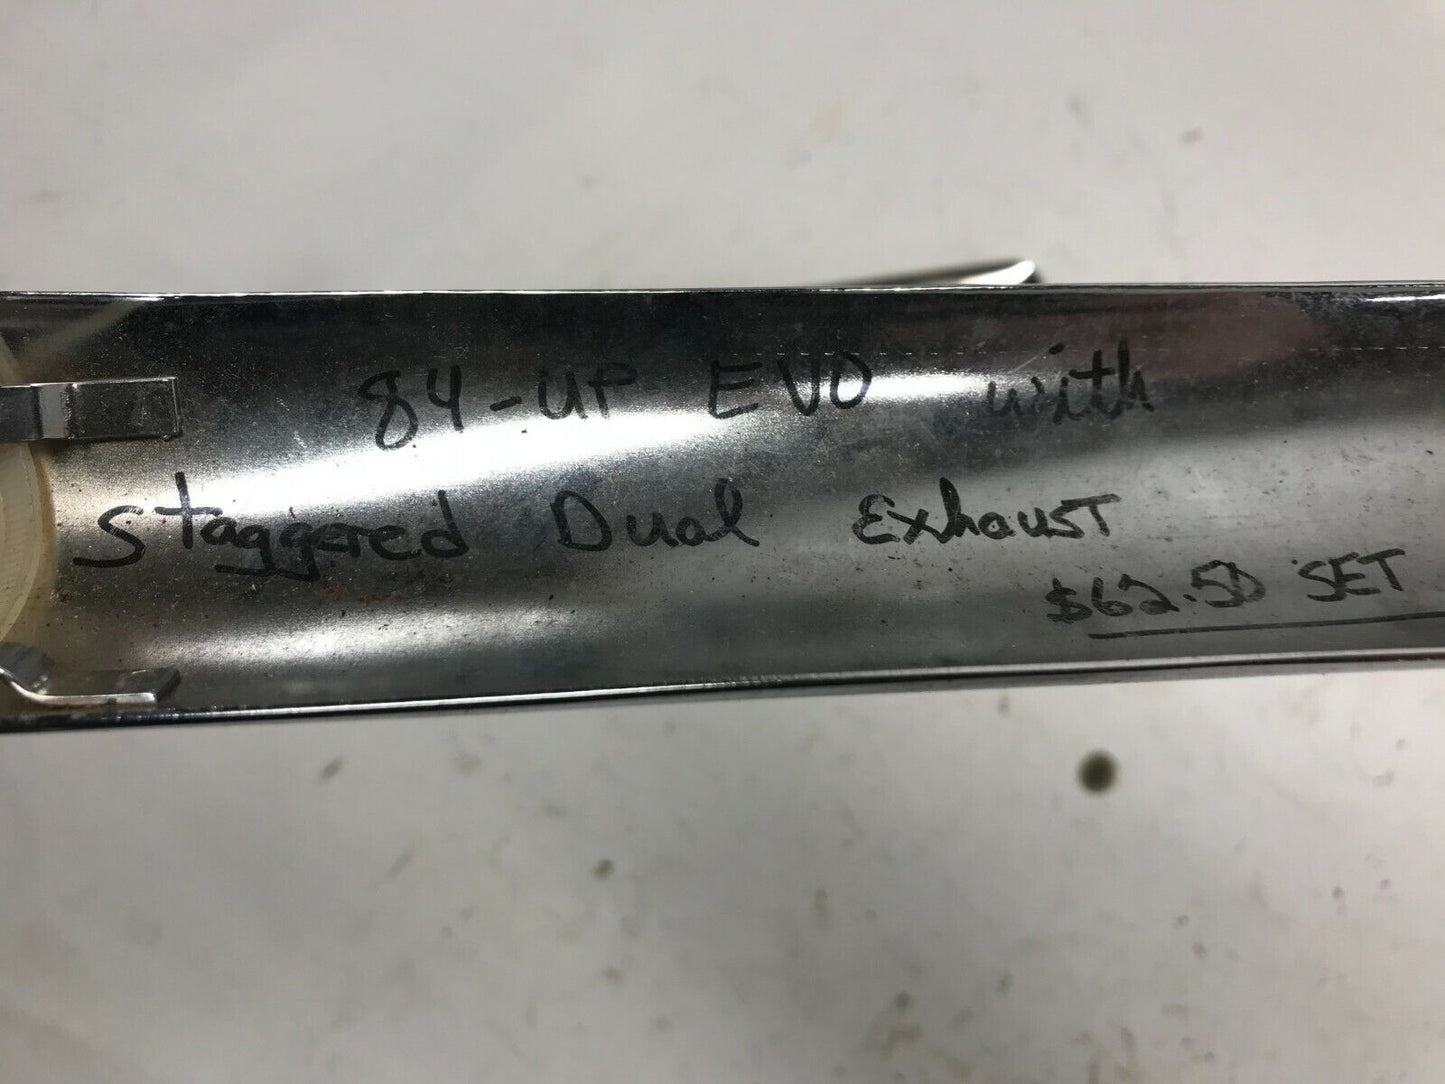 84-UP EVO with
Staggered Dual Exhaust
$62.50 SET